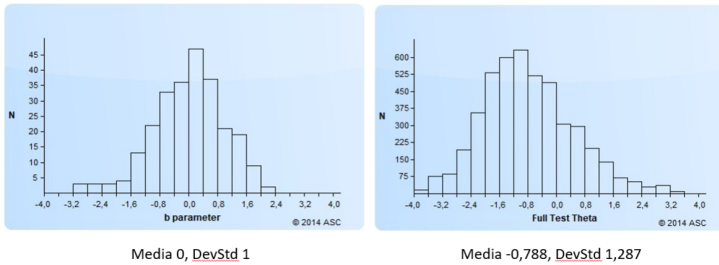 45
40
35
30
25
20
15
10
5
N
-4,0 -3,2 -2,4 -1,6 -0,8 0,0 0,8 1,6 2,4 3,2 4,0
b parameter
© 2014 ASC
Media 0, DevStd 1
600
525
450
375
300
225
150
75
N
-4,0 -3,2 -2,4 -1,6 -0,8 0,0 0,8 1,6 2,4 3,2 4,0
Full Test Theta
© 2014 ASC
Media -0,788, DevStd 1,287